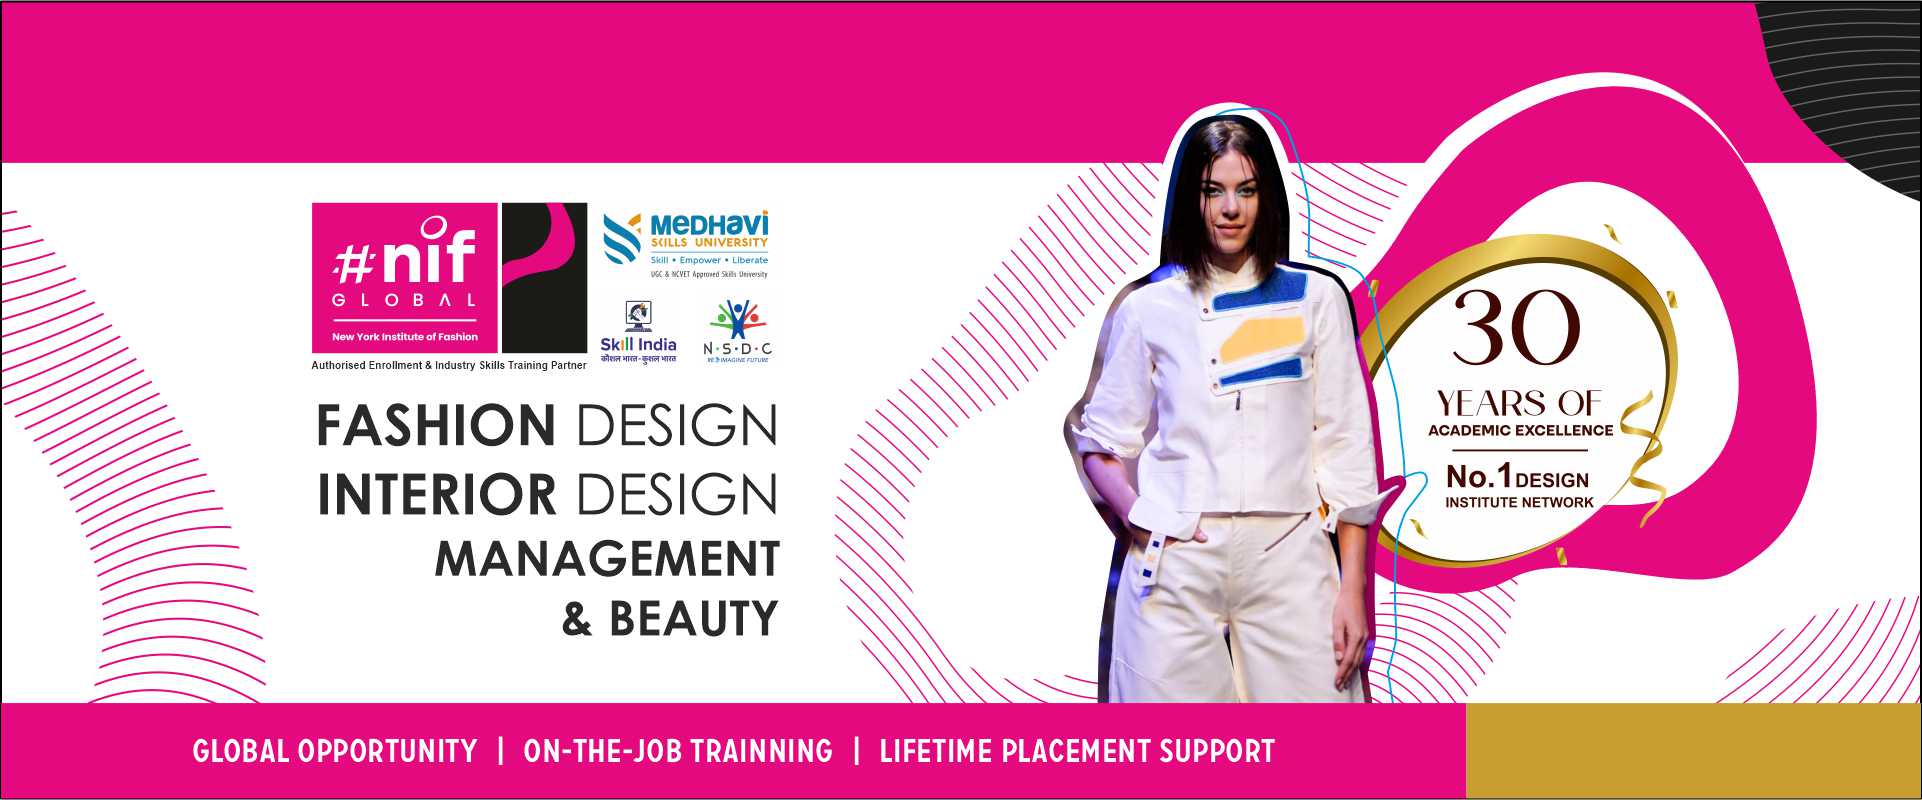 #nif
GLOBAL
New York Institute of Fashion
Authorised Enrollment & Industry Skills Training Partner
MEDHAVI
SKILLS UNIVERSITY
Skill • Empower • Liberate
UGC & NCVET Approved Skills University
Skill India
कौशल भारत-कुशल भारत
N·S·D·C
RE IMAGINE FUTURE
FASHION DESIGN
INTERIOR DESIGN
MANAGEMENT
& BEAUTY
30
YEARS OF
ACADEMIC EXCELLENCE
No.1 DESIGN
INSTITUTE NETWORK
GLOBAL OPPORTUNITY | ON-THE-JOB TRAINNING | LIFETIME PLACEMENT SUPPORT